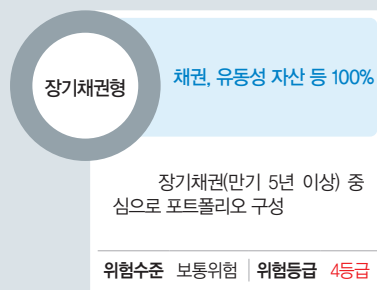 장기채권형
채권, 유동성 자산 등 100%
장기채권(만기 5년 이상) 중
심으로 포트폴리오 구성
위험수준 보통위험 | 위험등급 4등급